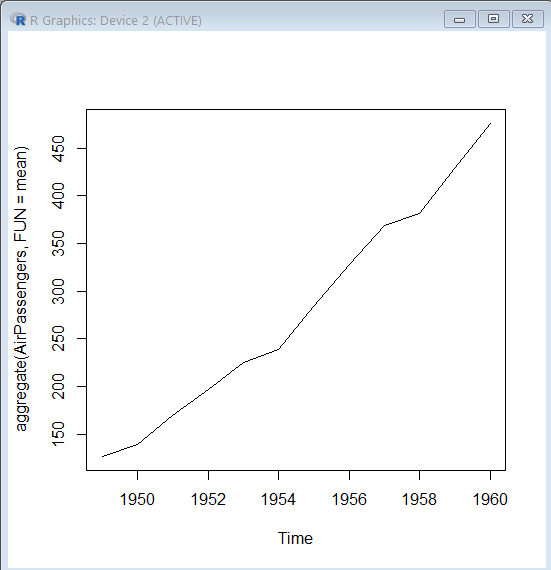 R Graphics: Device 2 (ACTIVE)
aggregate(AirPassengers, FUN = mean)
450
400
350
300
250
200
150
1950 1952 1954 1956 1958 1960
Time